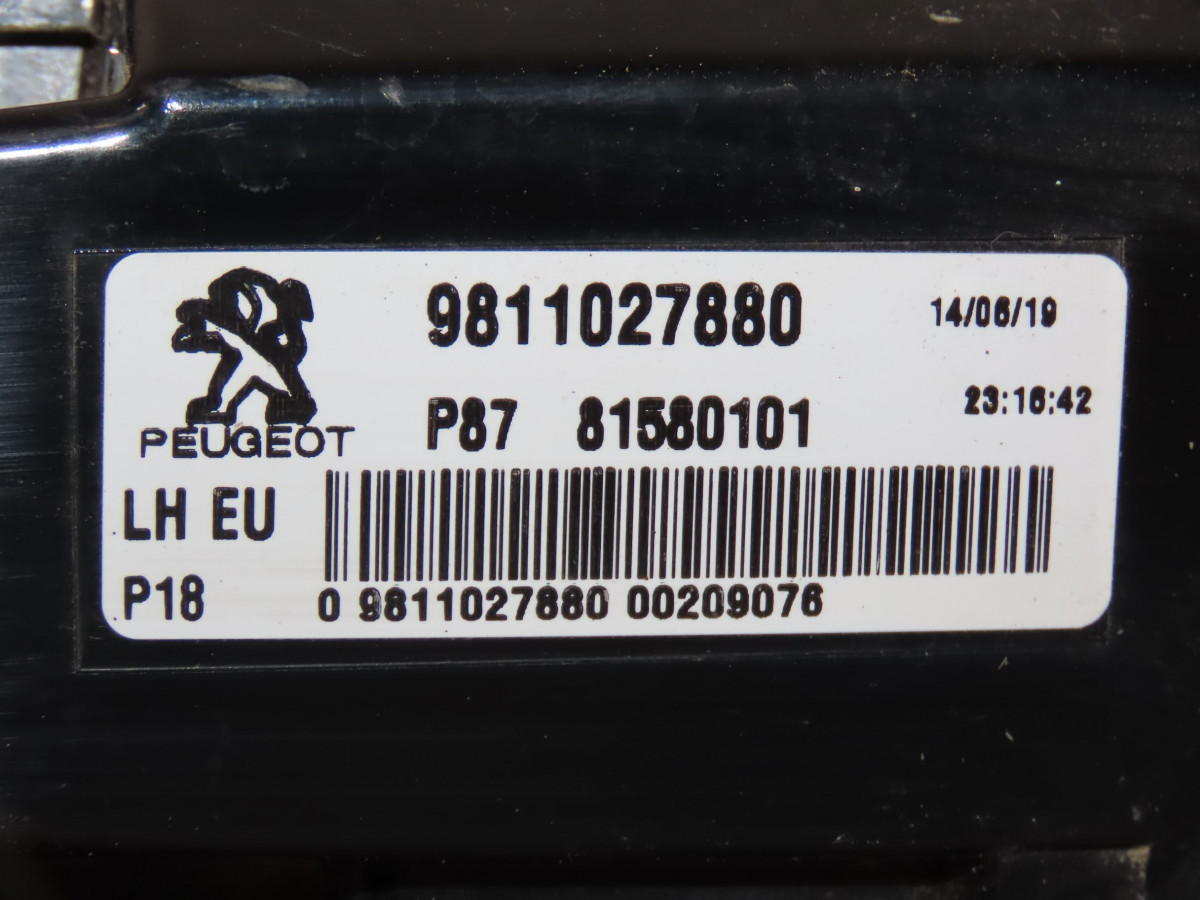 9811027880
14/06/19
P87 81580101
23:16:42
PEUGEOT
LH EU
P18
0 9811027880 00209076